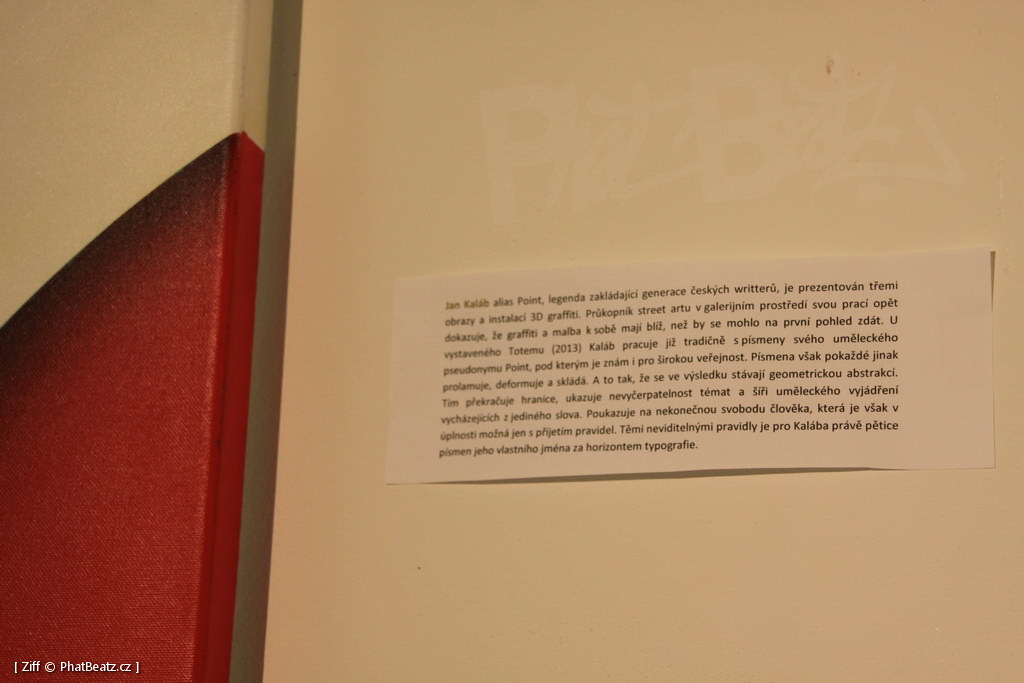 Phat Beatz
Jan Kaláb alias Point, legenda zakládající generace českých writterů, je prezentován třemi
obrazy a instalací 3D graffiti. Průkopník street artu v galerijním prostředí svou prací opět
dokazuje, že graffiti a malba k sobě mají blíž, než by se mohlo na první pohled zdát. U
vystaveného Totemu (2013) Kaláb pracuje již tradičně s písmeny svého uměleckého
pseudonymu Point, pod kterým je znám i pro širokou veřejnost. Písmena však pokaždé jinak
prolamuje, deformuje a skládá. A to tak, že se ve výsledku stávají geometrickou abstrakcí.
Tím překračuje hranice, ukazuje nevyčerpatelnost témat a šíři uměleckého vyjádření
vycházejících z jediného slova. Poukazuje na nekonečnou svobodu člověka, která je však v
úplnosti možná jen s přijetím pravidel. Těmi neviditelnými pravidly je pro Kalába právě pětice
písmen jeho vlastního jména za horizontem typografie.
[ Ziff © PhatBeatz.cz ]